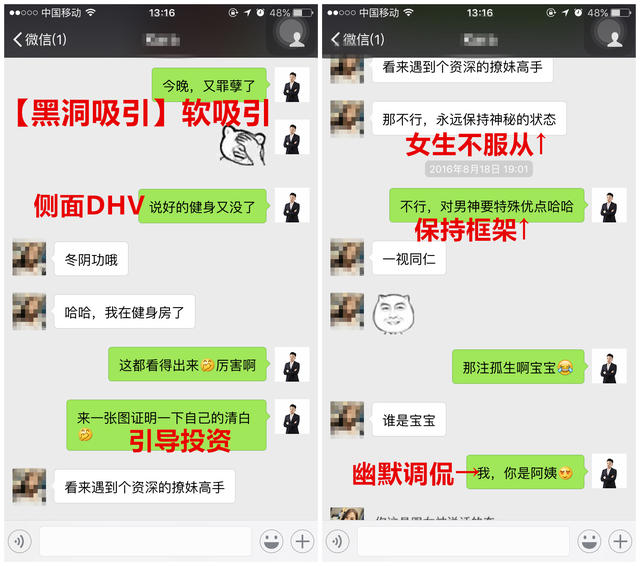 中国移动
13:16
48%
微信(1)
今晚，又罪孽了
【黑洞吸引】软吸引
侧面DHV
说好的健身又没了
冬阴功哦
哈哈，我在健身房了
这都看得出来🤣厉害啊
来一张图证明一下自己的清白
🤣
引导投资
看来遇到个资深的撩妹高手
中国移动
13:16
48%
微信(1)
看来遇到个资深的撩妹高手
那不行，永远保持神秘的状态
女生不服从↑
2016年8月18日 19:01
不行，对男神要特殊优点哈哈
保持框架↑
一视同仁
那注孤生啊宝宝😂
谁是宝宝
幽默调侃→
我，你是阿姨😍